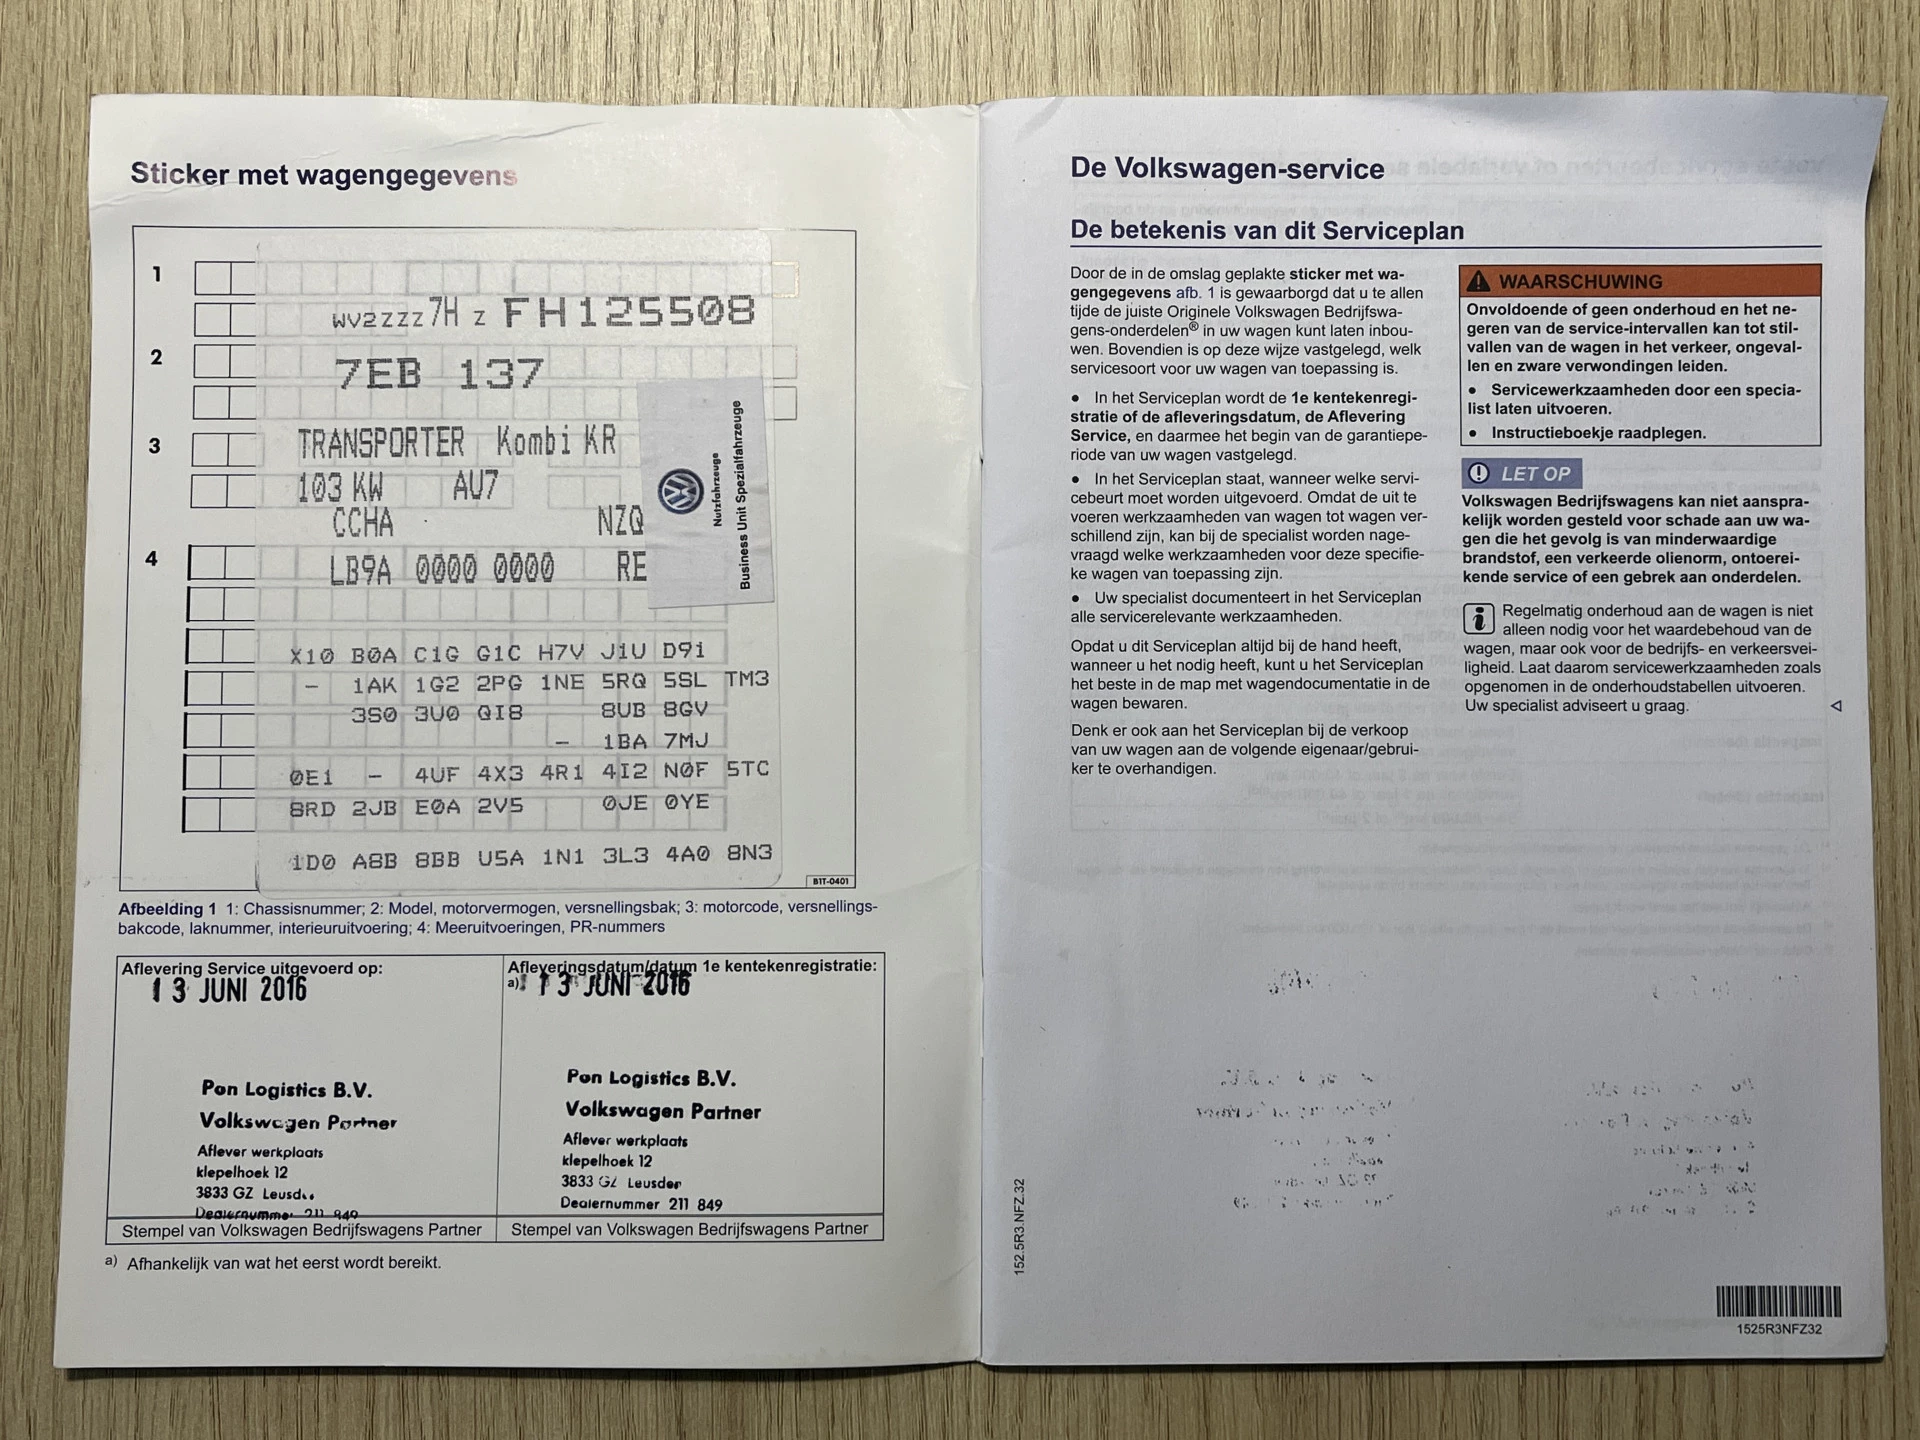 Sticker met wagengegevens
1
WV2ZZZ7H Z FH125508
2
7EB 137
3
TRANSPORTER Kombi KR
103 KW AU7
CCHA NZQ
4
LB9A 0000 0000 RE
Nutzfahrzeuge
Business Unit Spezialfahrzeuge
X10 B0A C1G G1C H7V J1U D9i
- 1AK 1G2 2PG 1NE 5RQ 5SL TM3
3S0 3U0 QI8 8UB 8GV
- 1BA 7MJ
0E1 - 4UF 4X3 4R1 4I2 N0F 5TC
8RD 2JB E0A 2V5 0JE 0YE
1D0 A8B 8BB U5A 1N1 3L3 4A0 8N3
B1T-0401
Afbeelding 1 1: Chassisnummer; 2: Model, motorvermogen, versnellingsbak; 3: motorcode, versnellings-
bakcode, laknummer, interieuruitvoering; 4: Meeruitvoeringen, PR-nummers
Aflevering Service uitgevoerd op:
13 JUNI 2016
Pon Logistics B.V.
Volkswagen Partner
Aflever werkplaats
klepelhoek 12
3833 GZ Leusden
Dealernummer 211 849
Stempel van Volkswagen Bedrijfswagens Partner
Afleveringsdatum/datum 1e kentekenregistratie:
a) 13 JUNI 2016
Pon Logistics B.V.
Volkswagen Partner
Aflever werkplaats
klepelhoek 12
3833 GZ Leusden
Dealernummer 211 849
Stempel van Volkswagen Bedrijfswagens Partner
a) Afhankelijk van wat het eerst wordt bereikt.
De Volkswagen-service
De betekenis van dit Serviceplan
Door de in de omslag geplakte sticker met wa-
gengegevens afb. 1 is gewaarborgd dat u te allen
tijde de juiste Originele Volkswagen Bedrijfswa-
gens-onderdelen® in uw wagen kunt laten inbou-
wen. Bovendien is op deze wijze vastgelegd, welk
servicesoort voor uw wagen van toepassing is.
• In het Serviceplan wordt de 1e kentekenregi-
stratie of de afleveringsdatum, de Aflevering
Service, en daarmee het begin van de garantiepe-
riode van uw wagen vastgelegd.
• In het Serviceplan staat, wanneer welke servi-
cebeurt moet worden uitgevoerd. Omdat de uit te
voeren werkzaamheden van wagen tot wagen ver-
schillend zijn, kan bij de specialist worden nage-
vraagd welke werkzaamheden voor deze specifie-
ke wagen van toepassing zijn.
• Uw specialist documenteert in het Serviceplan
alle servicerelevante werkzaamheden.
Opdat u dit Serviceplan altijd bij de hand heeft,
wanneer u het nodig heeft, kunt u het Serviceplan
het beste in de map met wagendocumentatie in de
wagen bewaren.
Denk er ook aan het Serviceplan bij de verkoop
van uw wagen aan de volgende eigenaar/gebrui-
ker te overhandigen.
WAARSCHUWING
Onvoldoende of geen onderhoud en het ne-
geren van de service-intervallen kan tot stil-
vallen van de wagen in het verkeer, ongeval-
len en zware verwondingen leiden.
• Servicewerkzaamheden door een specia-
list laten uitvoeren.
• Instructieboekje raadplegen.
LET OP
Volkswagen Bedrijfswagens kan niet aanspra-
kelijk worden gesteld voor schade aan uw wa-
gen die het gevolg is van minderwaardige
brandstof, een verkeerde olienorm, ontoerei-
kende service of een gebrek aan onderdelen.
Regelmatig onderhoud aan de wagen is niet
alleen nodig voor het waardebehoud van de
wagen, maar ook voor de bedrijfs- en verkeersvei-
ligheid. Laat daarom servicewerkzaamheden zoals
opgenomen in de onderhoudstabellen uitvoeren.
Uw specialist adviseert u graag.
152.5R3.NFZ.32
1525R3NFZ32